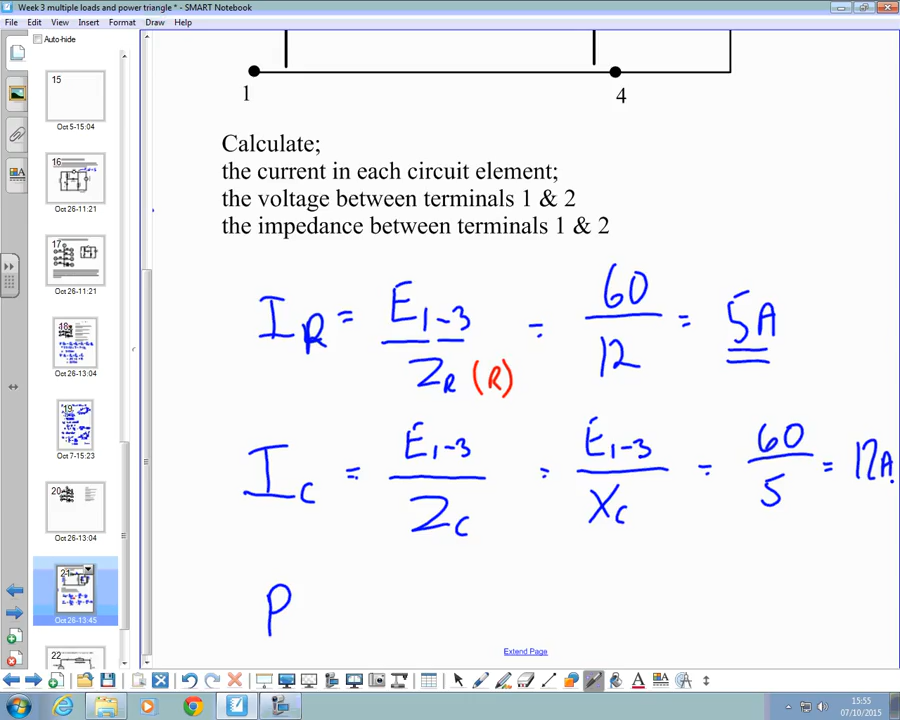 Week 3 multiple loads and power triangle * - SMART Notebook
File Edit View Insert Format Draw Help
Auto-hide
15
Oct 5-15:04
16
Oct 26-11:21
17
Oct 26-11:21
18
Oct 26-13:04
19
Oct 7-15:23
20
Oct 26-13:04
21
Oct 26-13:45
22
1
4
Calculate;
the current in each circuit element;
the voltage between terminals 1 & 2
the impedance between terminals 1 & 2
I_R = E_1-3 / Z_R (R) = 60 / 12 = 5A
I_C = E_1-3 / Z_C = E_1-3 / X_C = 60 / 5 = 12A.
P
Extend Page
15:55
07/10/2015